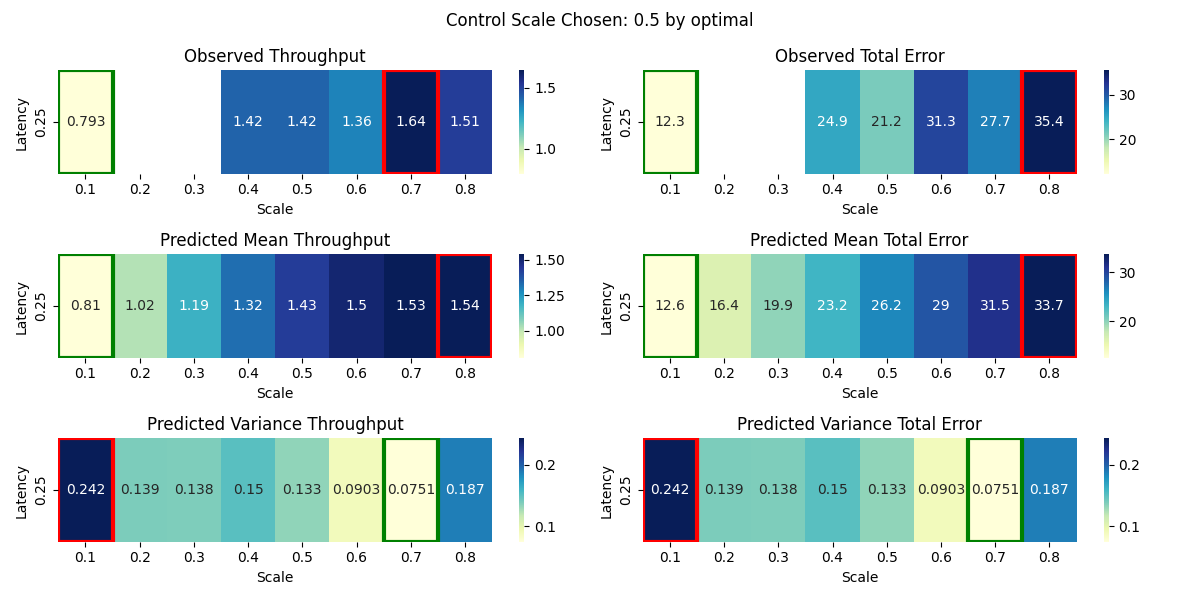 Control Scale Chosen: 0.5 by optimal
Observed Throughput
Latency
0.25
0.793
1.42
1.42
1.36
1.64
1.51
1.5
1.0
0.1 0.2 0.3 0.4 0.5 0.6 0.7 0.8
Scale
Observed Total Error
Latency
0.25
12.3
24.9
21.2
31.3
27.7
35.4
30
20
0.1 0.2 0.3 0.4 0.5 0.6 0.7 0.8
Scale
Predicted Mean Throughput
Latency
0.25
0.81 1.02 1.19 1.32 1.43 1.5 1.53 1.54
1.50
1.25
1.00
0.1 0.2 0.3 0.4 0.5 0.6 0.7 0.8
Scale
Predicted Mean Total Error
Latency
0.25
12.6 16.4 19.9 23.2 26.2 29 31.5 33.7
30
20
0.1 0.2 0.3 0.4 0.5 0.6 0.7 0.8
Scale
Predicted Variance Throughput
Latency
0.25
0.242 0.139 0.138 0.15 0.133 0.0903 0.0751 0.187
0.2
0.1
0.1 0.2 0.3 0.4 0.5 0.6 0.7 0.8
Scale
Predicted Variance Total Error
Latency
0.25
0.242 0.139 0.138 0.15 0.133 0.0903 0.0751 0.187
0.2
0.1
0.1 0.2 0.3 0.4 0.5 0.6 0.7 0.8
Scale